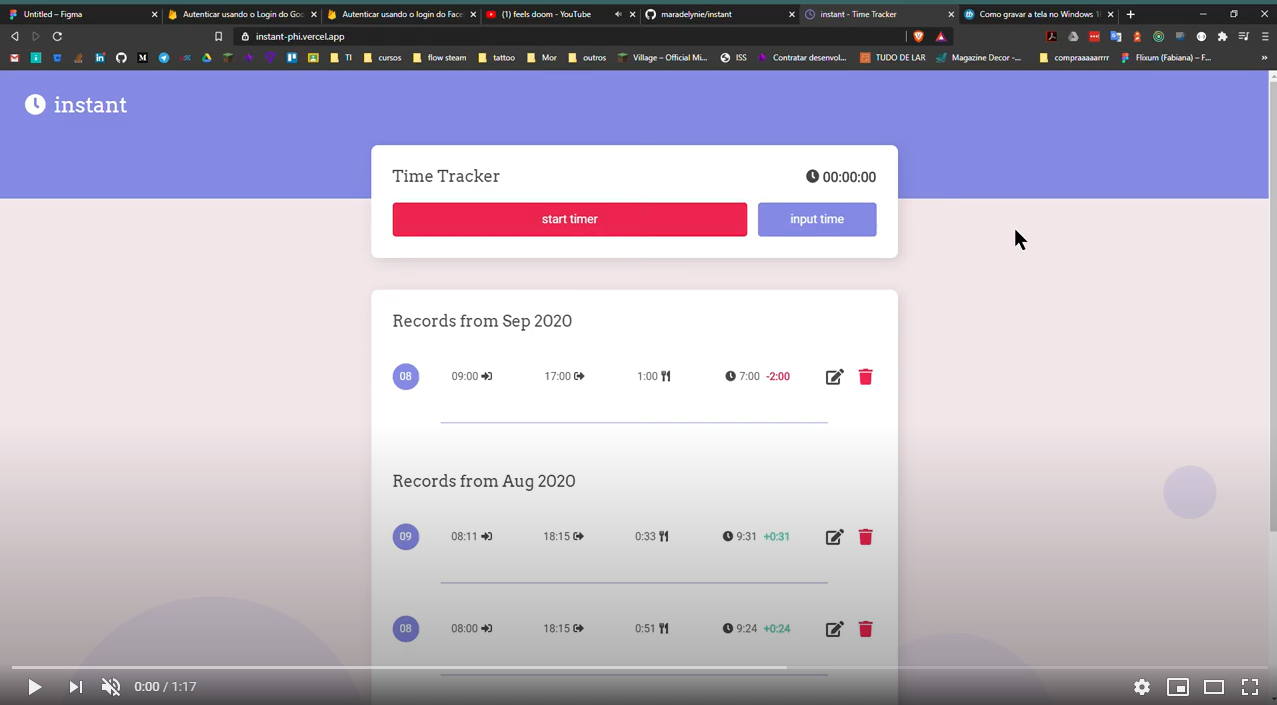 Untitled – Figma
Autenticar usando o Login do Goo
Autenticar usando o login do Face
(1) feels doom - YouTube
maradelynie/instant
instant - Time Tracker
Como gravar a tela no Windows 1
instant-phi.vercel.app
TI
cursos
flow steam
tattoo
Mor
outros
Village – Official Mi...
ISS
Contratar desenvol...
TUDO DE LAR
Magazine Decor -...
compraaaaarrrr
Flixum (Fabiana) – F...
instant
Time Tracker
00:00:00
start timer
input time
Records from Sep 2020
08 09:00 17:00 1:00 7:00 -2:00
Records from Aug 2020
09 08:11 18:15 0:33 9:31 +0:31
08 08:00 18:15 0:51 9:24 +0:24
0:00 / 1:17